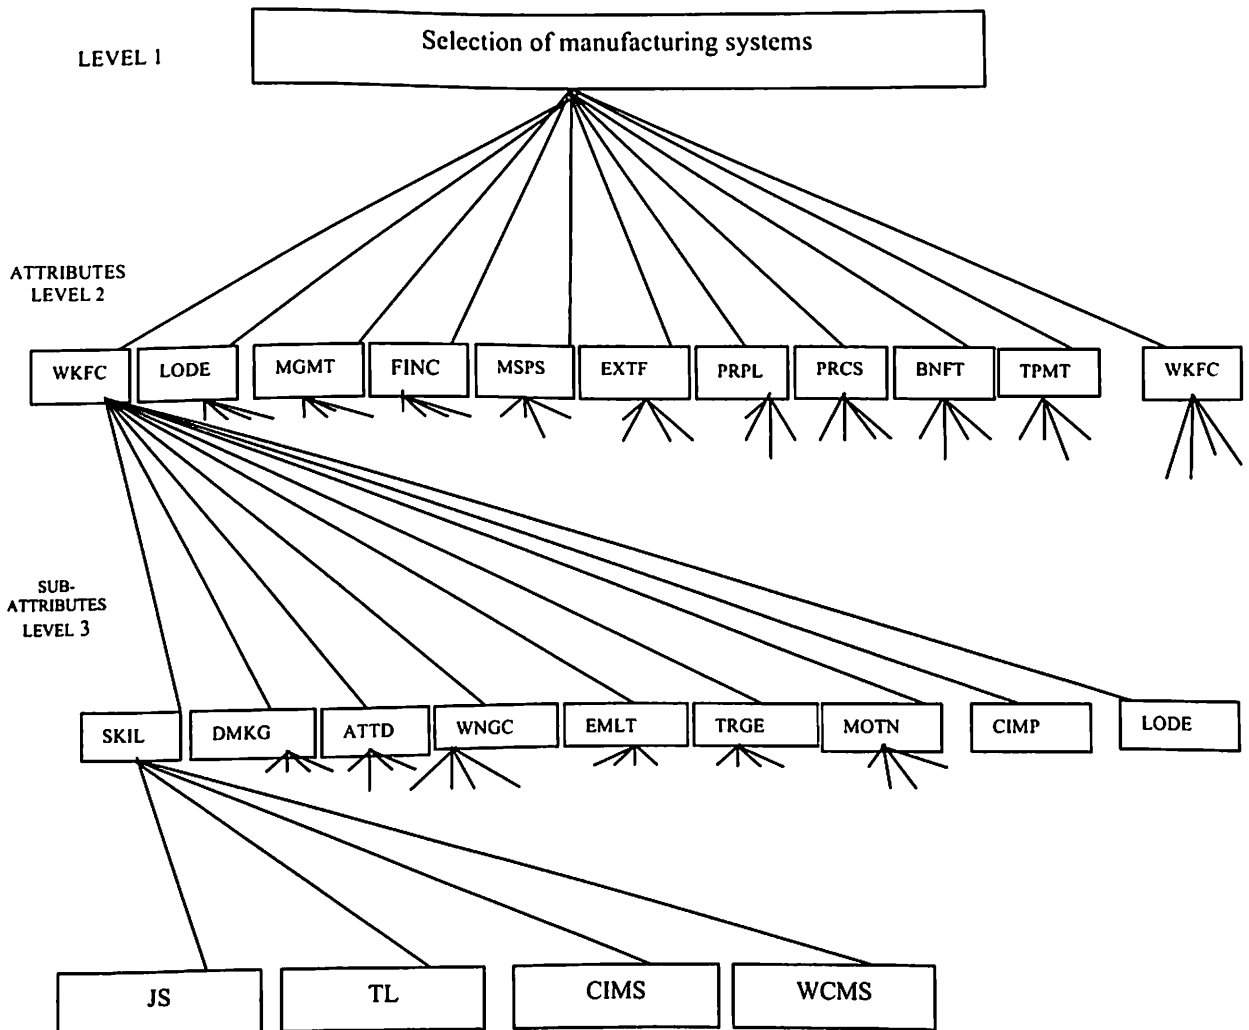 Selection of manufacturing systems
LEVEL 1
ATTRIBUTES
LEVEL 2
WKFC
LODE
MGMT
FINC
MSPS
EXTF
PRPL
PRCS
BNFT
TPMT
WKFC
SUB-
ATTRIBUTES
LEVEL 3
SKIL
DMKG
ATTD
WNGC
EMLT
TRGE
MOTN
CIMP
LODE
JS
TL
CIMS
WCMS